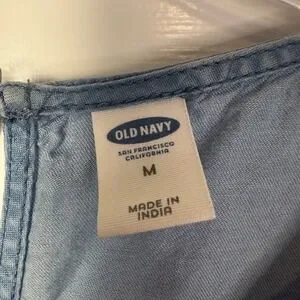 OLD NAVY
SAN FRANCISCO
CALIFORNIA
M
MADE IN
INDIA